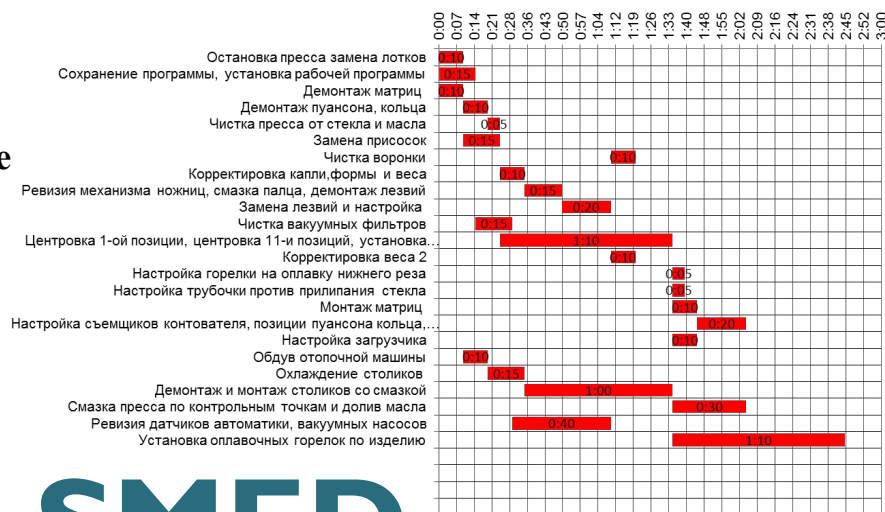 0:00 0:07 0:14 0:21 0:28 0:36 0:43 0:50 0:57 1:04 1:12 1:19 1:26 1:33 1:40 1:48 1:55 2:02 2:09 2:16 2:24 2:31 2:38 2:45 2:52 3:00
Остановка пресса замена лотков 0:10
Сохранение программы, установка рабочей программы 0:15
Демонтаж матриц 0:10
Демонтаж пуансона, кольца 0:10
Чистка пресса от стекла и масла 0:05
Замена присосок 0:15
е
Чистка воронки 0:10
Корректировка капли,формы и веса 0:10
Ревизия механизма ножниц, смазка палца, демонтаж лезвий 0:15
Замена лезвий и настройка 0:20
Чистка вакуумных фильтров 0:15
Центровка 1-ой позиции, центровка 11-и позиций, установка… 1:10
Корректировка веса 2 0:10
Настройка горелки на оплавку нижнего реза 0:05
Настройка трубочки против прилипания стекла 0:05
Монтаж матриц 0:10
Настройка съемщиков контователя, позиции пуансона кольца,… 0:20
Настройка загрузчика 0:10
Обдув отопочной машины 0:10
Охлаждение столиков 0:15
Демонтаж и монтаж столиков со смазкой 1:00
Смазка пресса по контрольным точкам и долив масла 0:30
Ревизия датчиков автоматики, вакуумных насосов 0:40
Установка оплавочных горелок по изделию 1:10
SMED